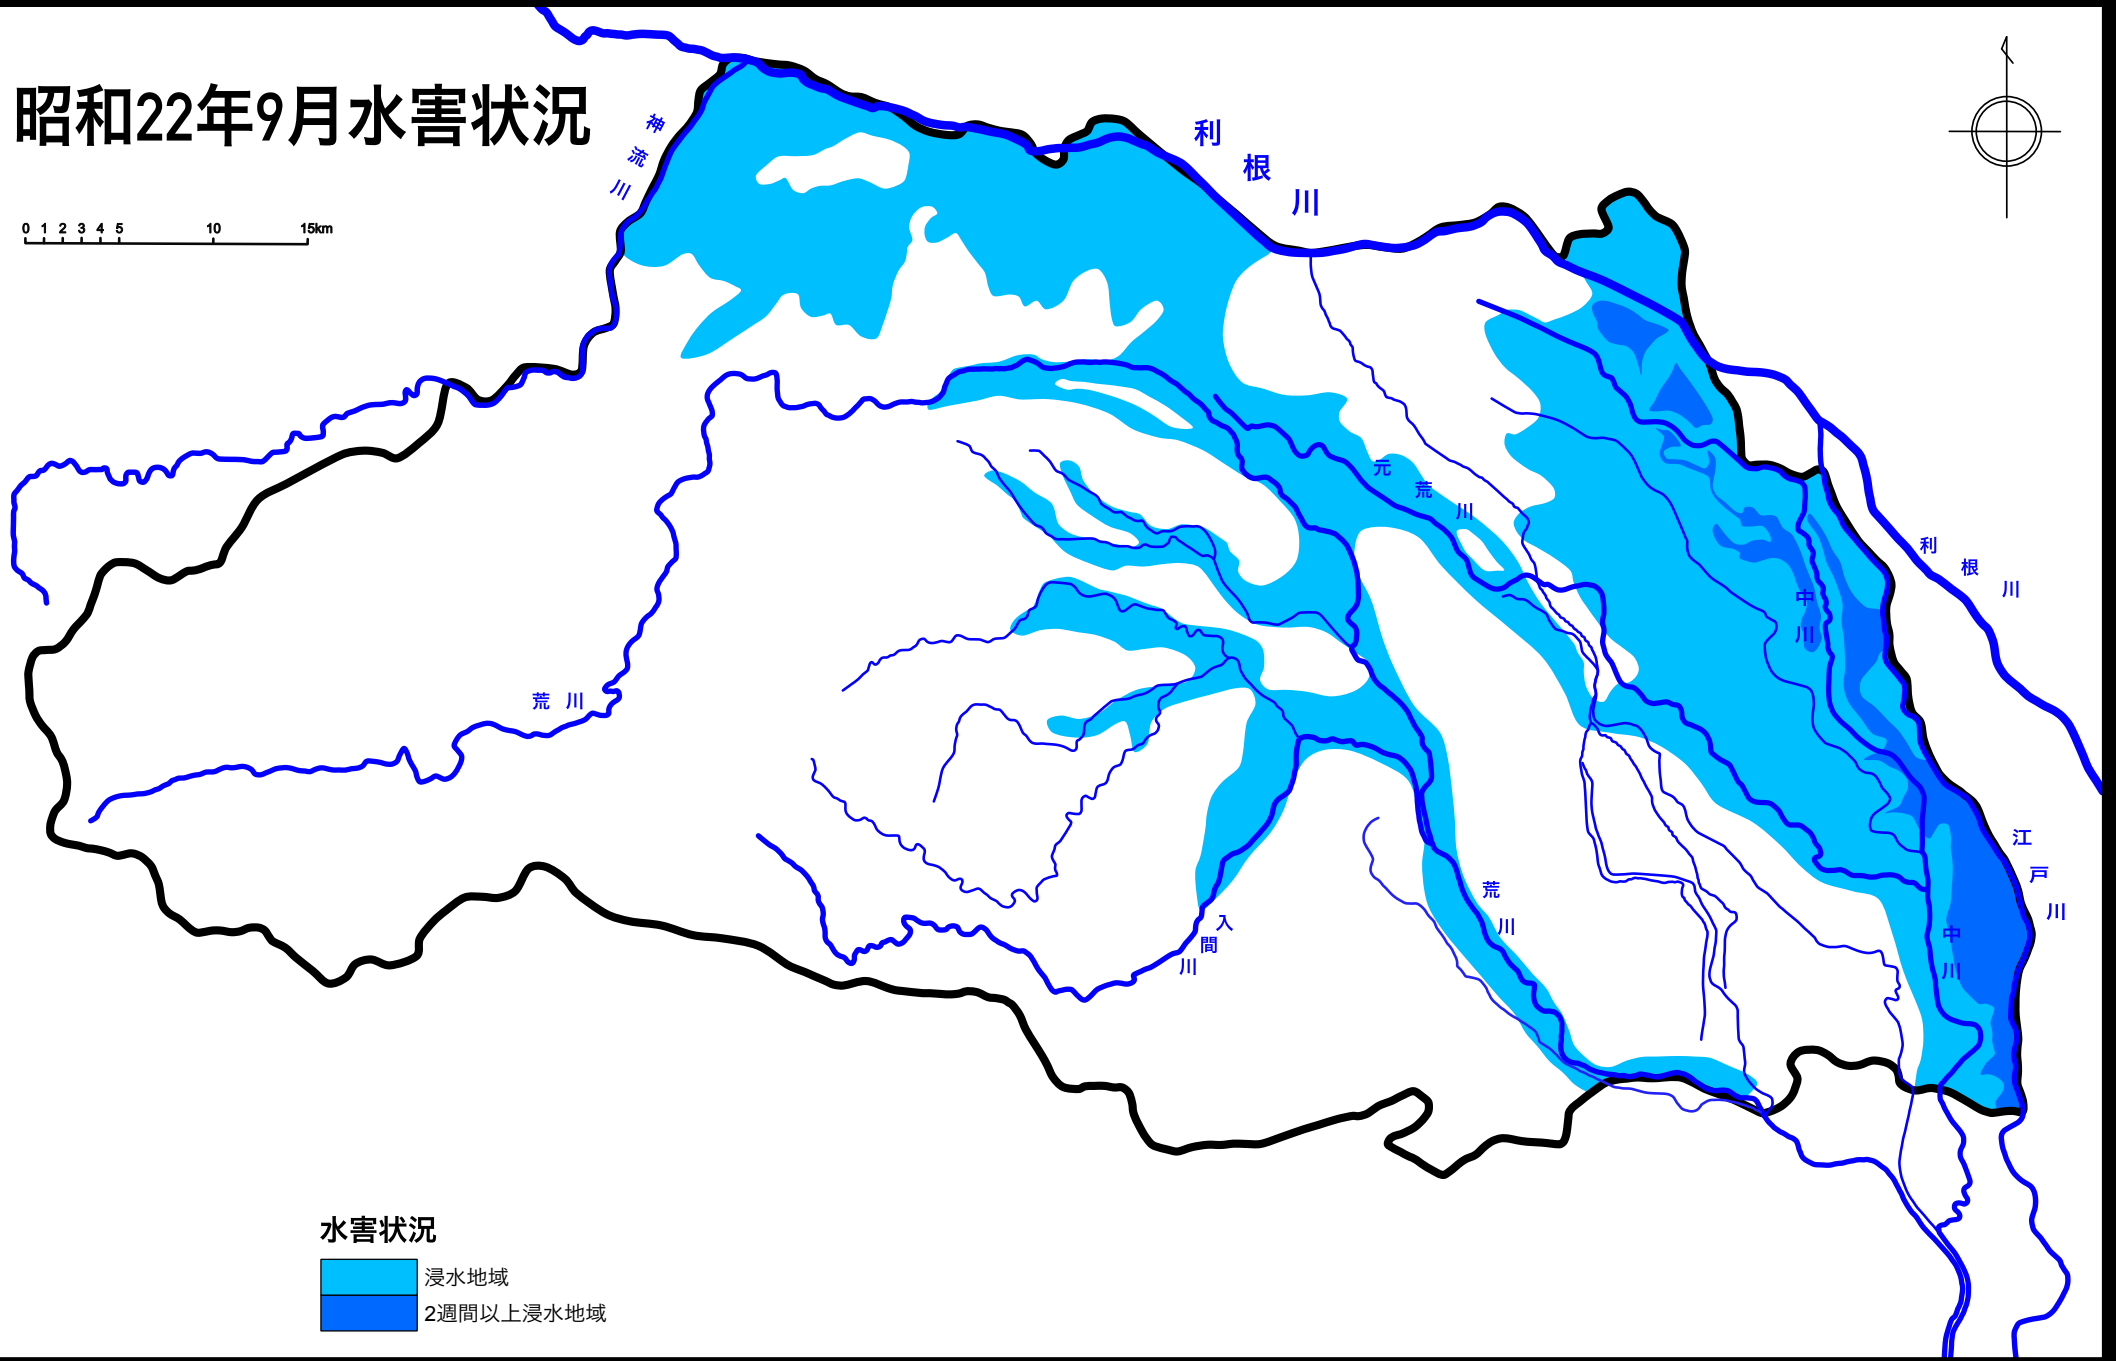 昭和22年9月水害状況
0 1 2 3 4 5 10 15km
神流川
利根川
元荒川
利根川
中川
荒川
江戸川
荒川
入間川
中川
水害状況
浸水地域
2週間以上浸水地域